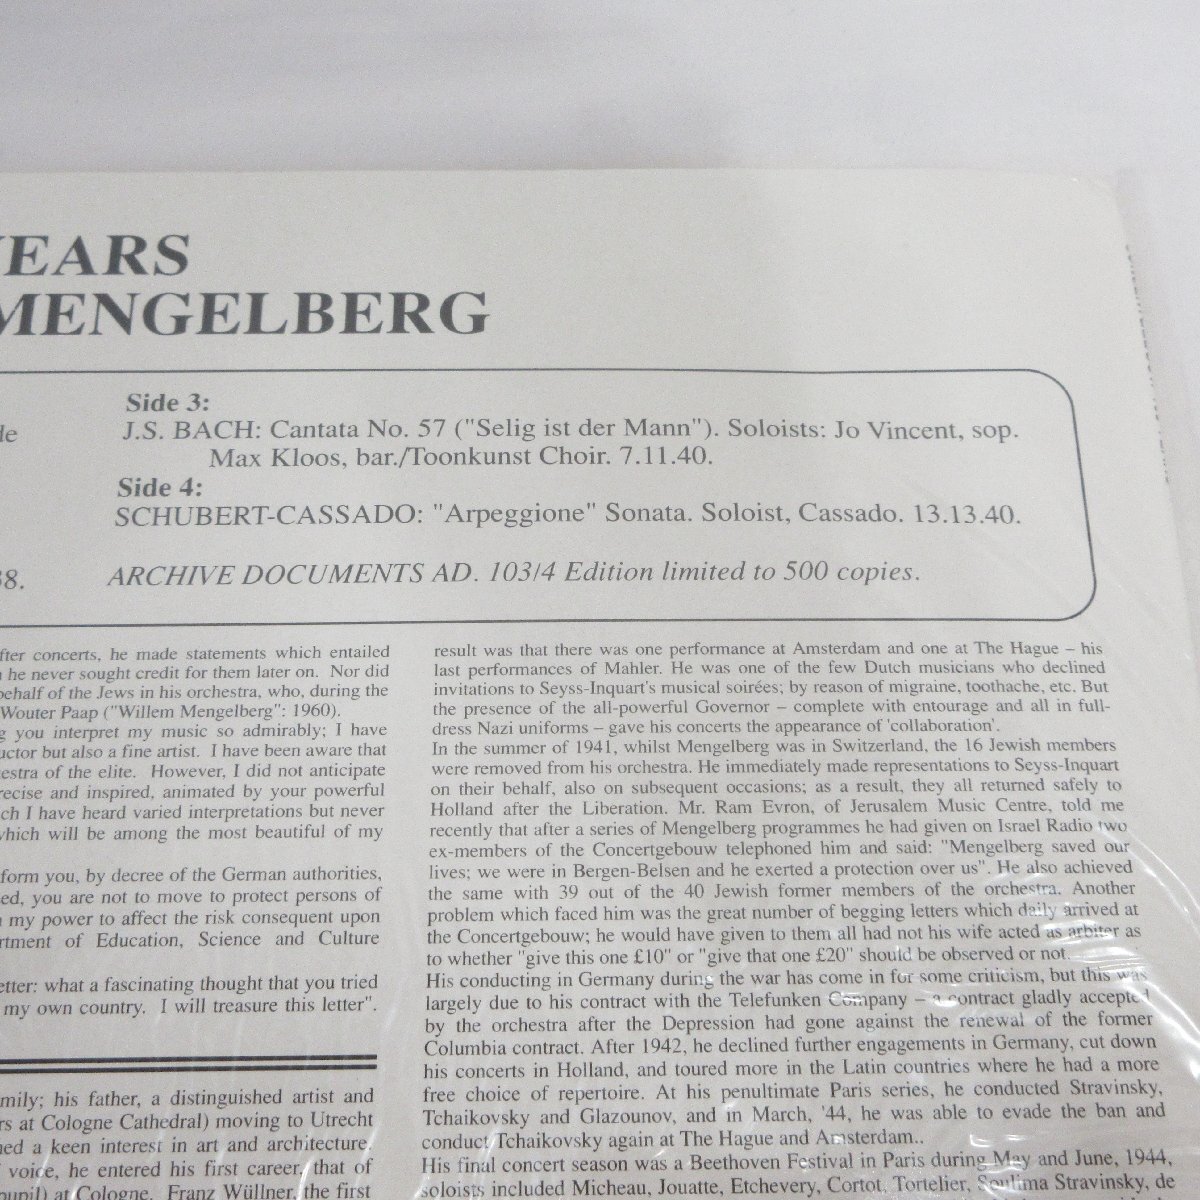 YEARS
MENGELBERG
Side 3:
J.S. BACH: Cantata No. 57 ("Selig ist der Mann"). Soloists: Jo Vincent, sop.
Max Kloos, bar./Toonkunst Choir. 7.11.40.
Side 4:
SCHUBERT-CASSADO: "Arpeggione" Sonata. Soloist, Cassado. 13.13.40.
38.
ARCHIVE DOCUMENTS AD. 103/4 Edition limited to 500 copies.
after concerts, he made statements which entailed
he never sought credit for them later on. Nor did
behalf of the Jews in his orchestra, who, during the
Wouter Paap ("Willem Mengelberg": 1960).
you interpret my music so admirably; I have
but also a fine artist. I have been aware that
of the elite. However, I did not anticipate
precise and inspired, animated by your powerful
I have heard varied interpretations but never
which will be among the most beautiful of my
form you, by decree of the German authorities,
you are not to move to protect persons of
my power to affect the risk consequent upon
of Education, Science and Culture
letter: what a fascinating thought that you tried
my own country. I will treasure this letter".
family; his father, a distinguished artist and
at Cologne Cathedral) moving to Utrecht
a keen interest in art and architecture
voice, he entered his first career, that of
pupil) at Cologne. Franz Wüllner, the first
result was that there was one performance at Amsterdam and one at The Hague – his
last performances of Mahler. He was one of the few Dutch musicians who declined
invitations to Seyss-Inquart's musical soirées; by reason of migraine, toothache, etc. But
the presence of the all-powerful Governor – complete with entourage and all in full-
dress Nazi uniforms – gave his concerts the appearance of 'collaboration'.
In the summer of 1941, whilst Mengelberg was in Switzerland, the 16 Jewish members
were removed from his orchestra. He immediately made representations to Seyss-Inquart
on their behalf, also on subsequent occasions; as a result, they all returned safely to
Holland after the Liberation. Mr. Ram Evron, of Jerusalem Music Centre, told me
recently that after a series of Mengelberg programmes he had given on Israel Radio two
ex-members of the Concertgebouw telephoned him and said: "Mengelberg saved our
lives; we were in Bergen-Belsen and he exerted a protection over us". He also achieved
the same with 39 out of the 40 Jewish former members of the orchestra. Another
problem which faced him was the great number of begging letters which daily arrived at
the Concertgebouw; he would have given to them all had not his wife acted as arbiter as
to whether "give this one £10" or "give that one £20" should be observed or not.
His conducting in Germany during the war has come in for some criticism, but this was
largely due to his contract with the Telefunken Company – a contract gladly accepted
by the orchestra after the Depression had gone against the renewal of the former
Columbia contract. After 1942, he declined further engagements in Germany, cut down
his concerts in Holland, and toured more in the Latin countries where he had a more
free choice of repertoire. At his penultimate Paris series, he conducted Stravinsky,
Tchaikovsky and Glazounov, and in March, '44, he was able to evade the ban and
conduct Tchaikovsky again at The Hague and Amsterdam..
His final concert season was a Beethoven Festival in Paris during May and June, 1944,
soloists included Micheau, Jouatte, Etchevery, Cortot, Tortelier, Soulima Stravinsky, de